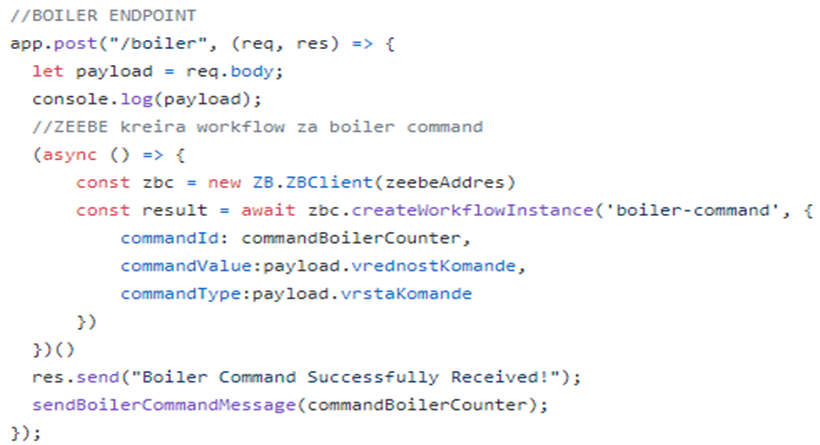 //BOILER ENDPOINT
app.post("/boiler", (req, res) => {
  let payload = req.body;
  console.log(payload);
  //ZEEBE kreira workflow za boiler command
  (async () => {
      const zbc = new ZB.ZBClient(zeebeAddres)
      const result = await zbc.createWorkflowInstance('boiler-command', {
          commandId: commandBoilerCounter,
          commandValue:payload.vrednostKomande,
          commandType:payload.vrstaKomande
      })
  })()
  res.send("Boiler Command Successfully Received!");
  sendBoilerCommandMessage(commandBoilerCounter);
});